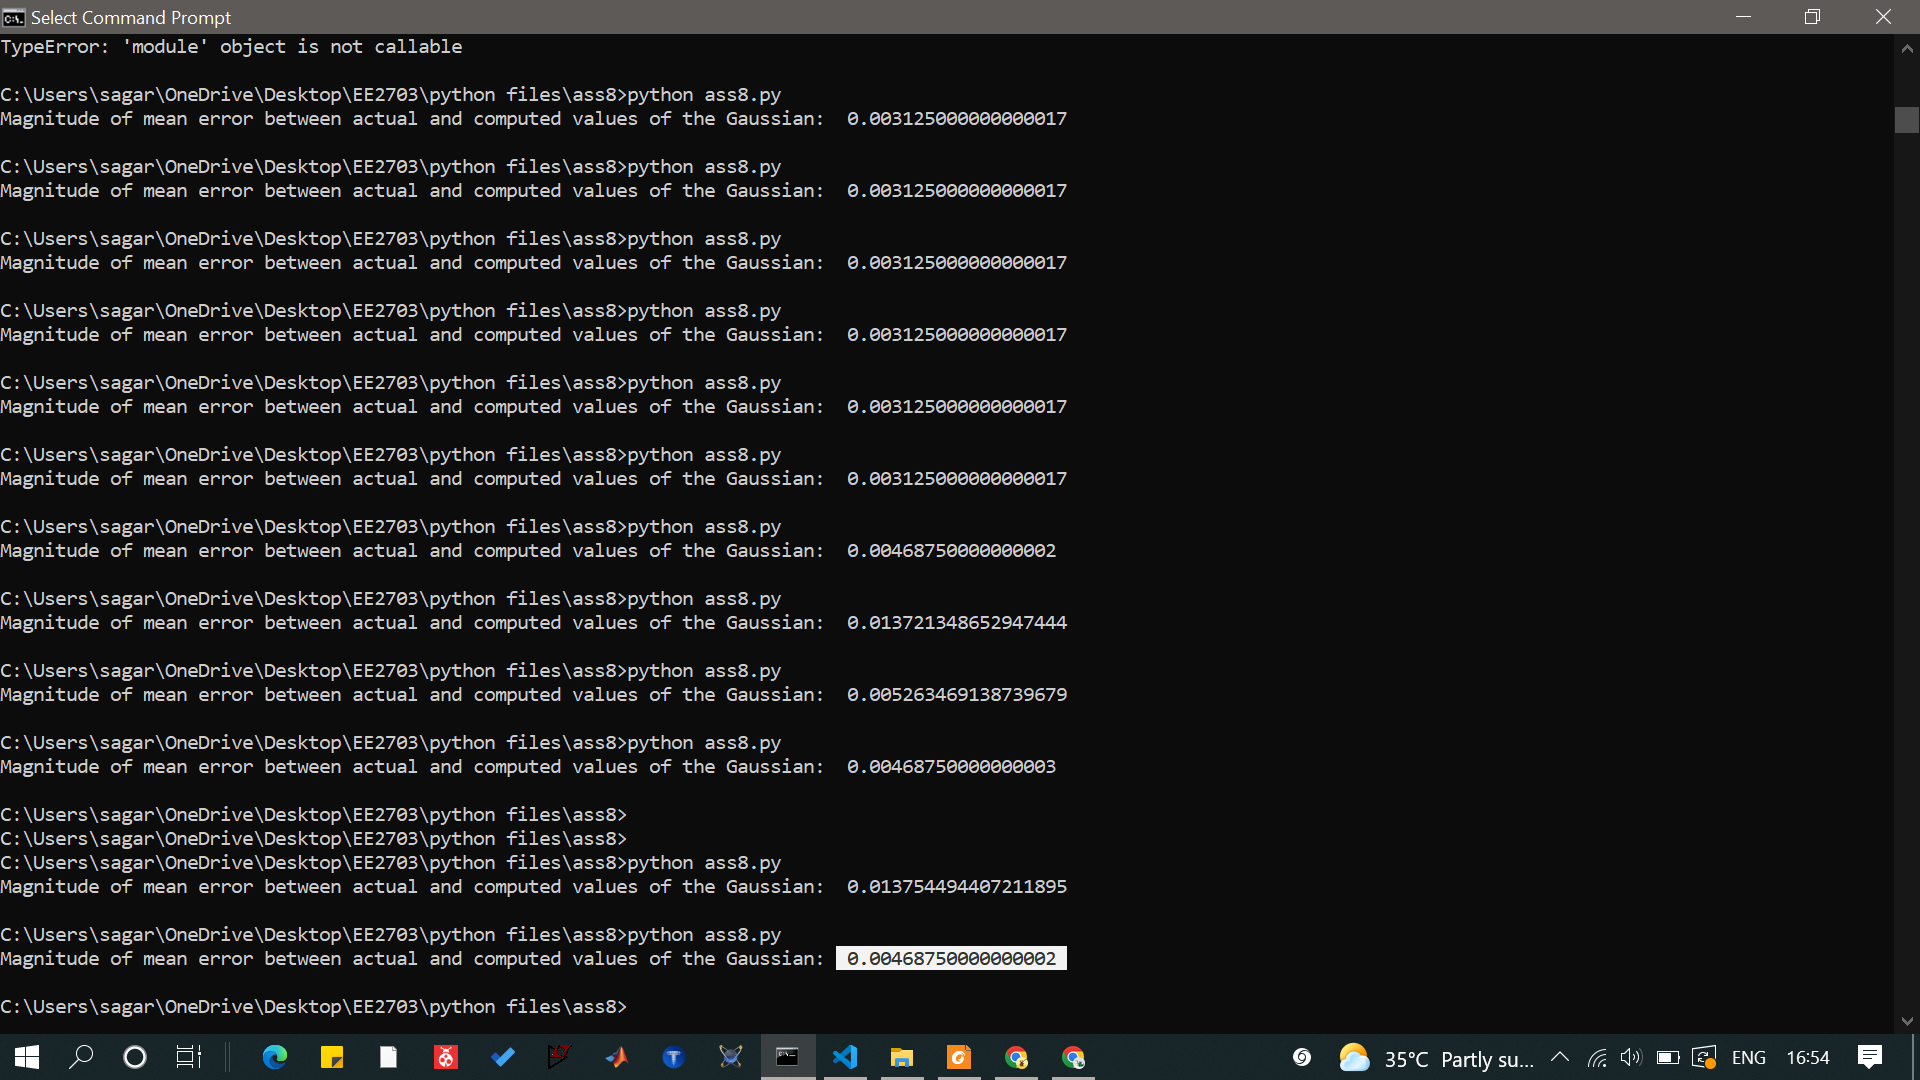 Select Command Prompt
TypeError: 'module' object is not callable
C:\Users\sagar\OneDrive\Desktop\EE2703\python files\ass8>python ass8.py
Magnitude of mean error between actual and computed values of the Gaussian:  0.003125000000000017
C:\Users\sagar\OneDrive\Desktop\EE2703\python files\ass8>python ass8.py
Magnitude of mean error between actual and computed values of the Gaussian:  0.003125000000000017
C:\Users\sagar\OneDrive\Desktop\EE2703\python files\ass8>python ass8.py
Magnitude of mean error between actual and computed values of the Gaussian:  0.003125000000000017
C:\Users\sagar\OneDrive\Desktop\EE2703\python files\ass8>python ass8.py
Magnitude of mean error between actual and computed values of the Gaussian:  0.003125000000000017
C:\Users\sagar\OneDrive\Desktop\EE2703\python files\ass8>python ass8.py
Magnitude of mean error between actual and computed values of the Gaussian:  0.003125000000000017
C:\Users\sagar\OneDrive\Desktop\EE2703\python files\ass8>python ass8.py
Magnitude of mean error between actual and computed values of the Gaussian:  0.003125000000000017
C:\Users\sagar\OneDrive\Desktop\EE2703\python files\ass8>python ass8.py
Magnitude of mean error between actual and computed values of the Gaussian:  0.00468750000000002
C:\Users\sagar\OneDrive\Desktop\EE2703\python files\ass8>python ass8.py
Magnitude of mean error between actual and computed values of the Gaussian:  0.013721348652947444
C:\Users\sagar\OneDrive\Desktop\EE2703\python files\ass8>python ass8.py
Magnitude of mean error between actual and computed values of the Gaussian:  0.005263469138739679
C:\Users\sagar\OneDrive\Desktop\EE2703\python files\ass8>python ass8.py
Magnitude of mean error between actual and computed values of the Gaussian:  0.00468750000000003
C:\Users\sagar\OneDrive\Desktop\EE2703\python files\ass8>
C:\Users\sagar\OneDrive\Desktop\EE2703\python files\ass8>
C:\Users\sagar\OneDrive\Desktop\EE2703\python files\ass8>python ass8.py
Magnitude of mean error between actual and computed values of the Gaussian:  0.013754494407211895
C:\Users\sagar\OneDrive\Desktop\EE2703\python files\ass8>python ass8.py
Magnitude of mean error between actual and computed values of the Gaussian:  0.00468750000000002
C:\Users\sagar\OneDrive\Desktop\EE2703\python files\ass8>
35°C Partly su... ENG 16:54